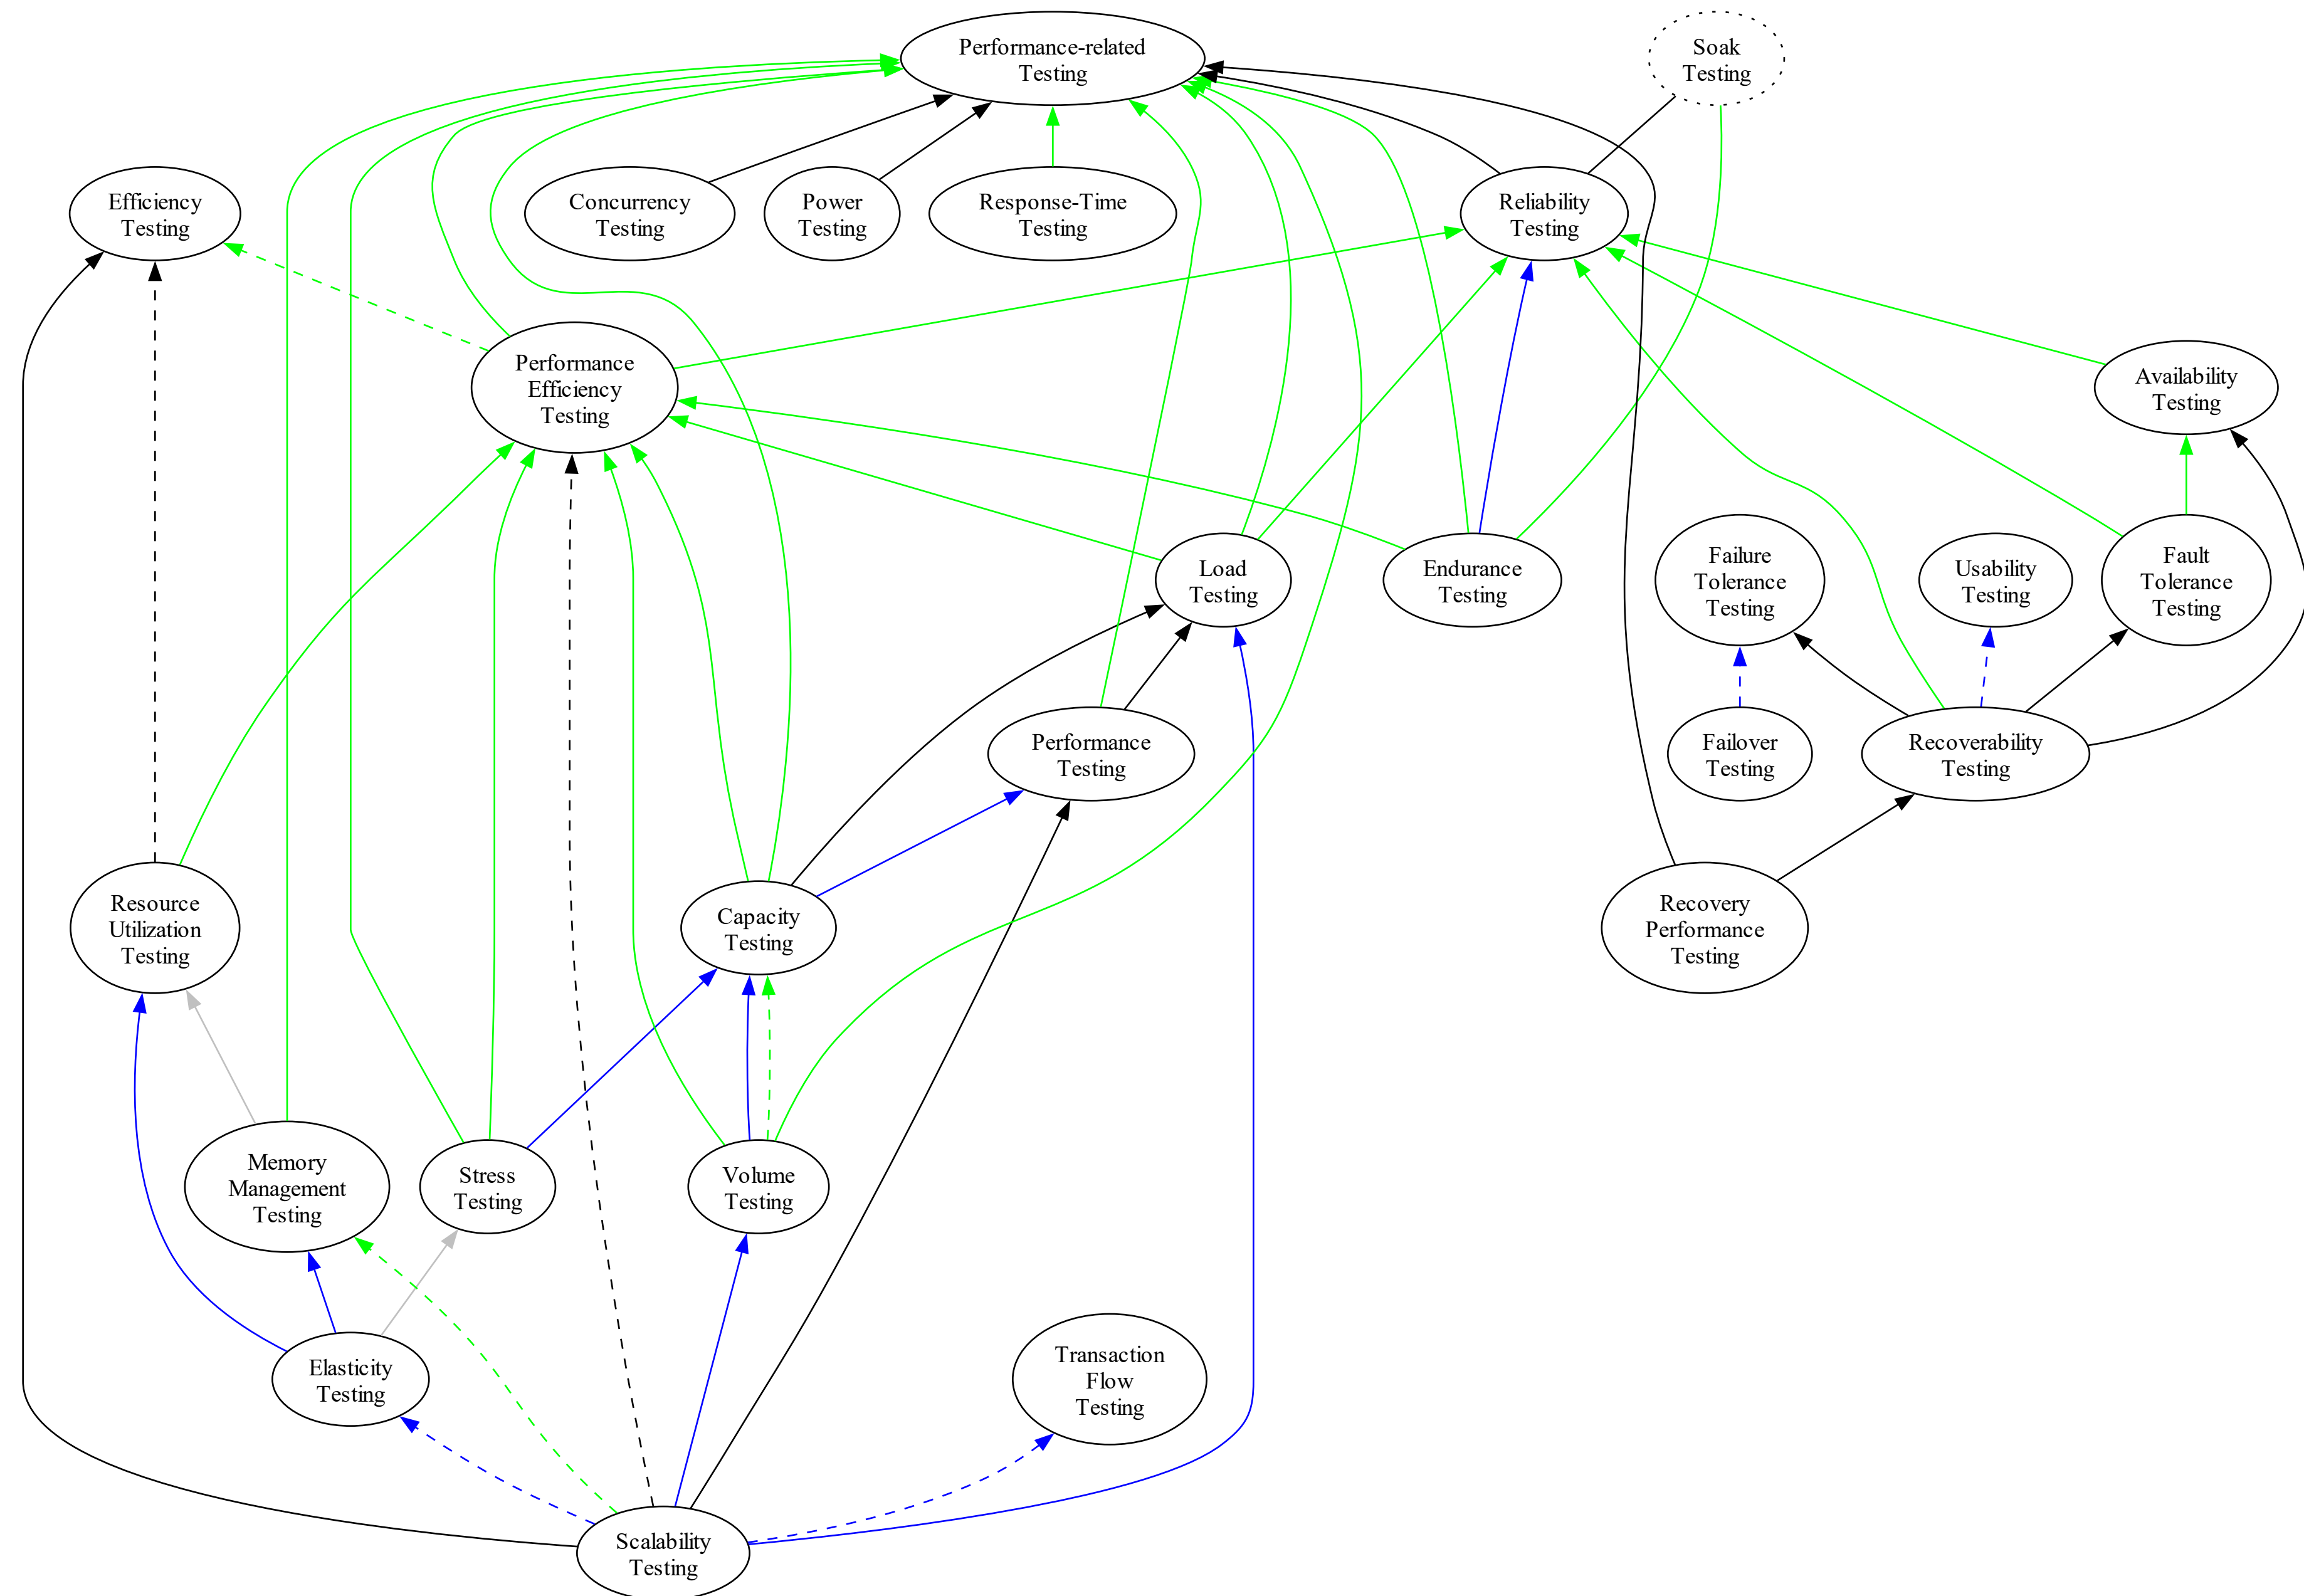 Performance-related
Testing
Soak
Testing
Efficiency
Testing
Concurrency
Testing
Power
Testing
Response-Time
Testing
Reliability
Testing
Performance
Efficiency
Testing
Availability
Testing
Load
Testing
Endurance
Testing
Failure
Tolerance
Testing
Usability
Testing
Fault
Tolerance
Testing
Performance
Testing
Failover
Testing
Recoverability
Testing
Resource
Utilization
Testing
Capacity
Testing
Recovery
Performance
Testing
Memory
Management
Testing
Stress
Testing
Volume
Testing
Elasticity
Testing
Transaction
Flow
Testing
Scalability
Testing